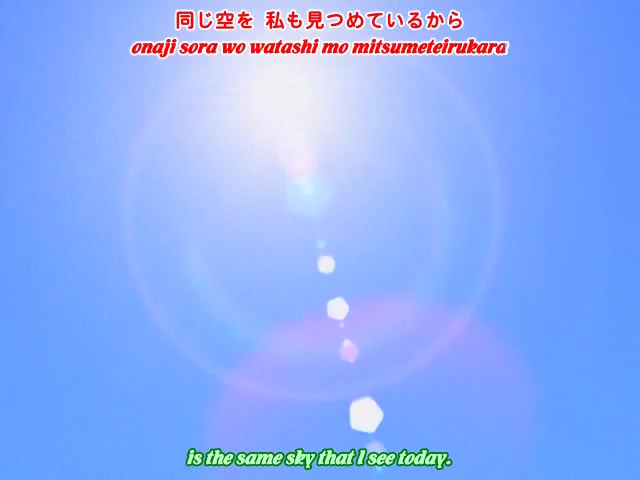 同じ空を 私も見つめているから
onaji sora wo watashi mo mitsumeteirukara
is the same sky that I see today.